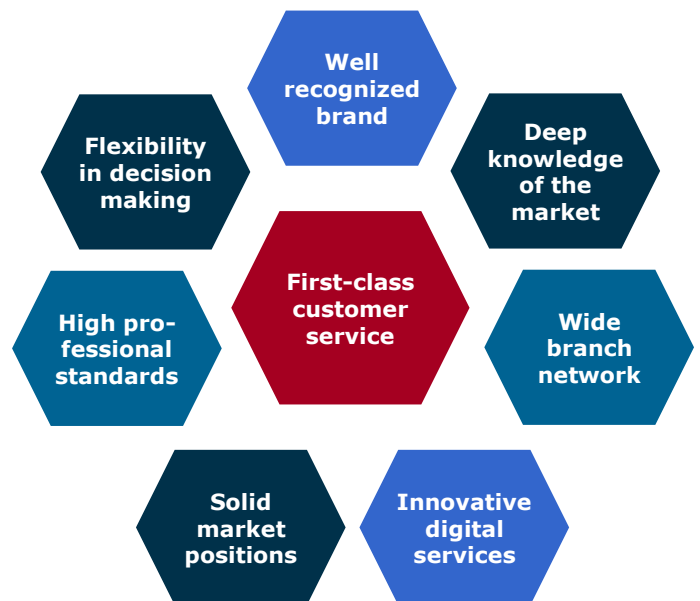 Well
recognized
brand
Flexibility
in decision
making
Deep
knowledge
of the
market
First-class
customer
service
High pro-
fessional
standards
Wide
branch
network
Solid
market
positions
Innovative
digital
services